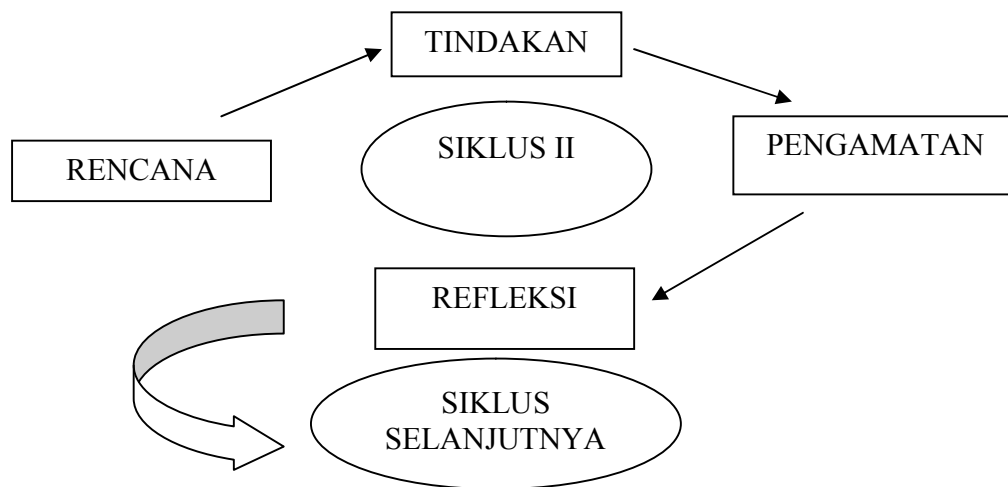 TINDAKAN
SIKLUS II
PENGAMATAN
RENCANA
REFLEKSI
SIKLUS
SELANJUTNYA